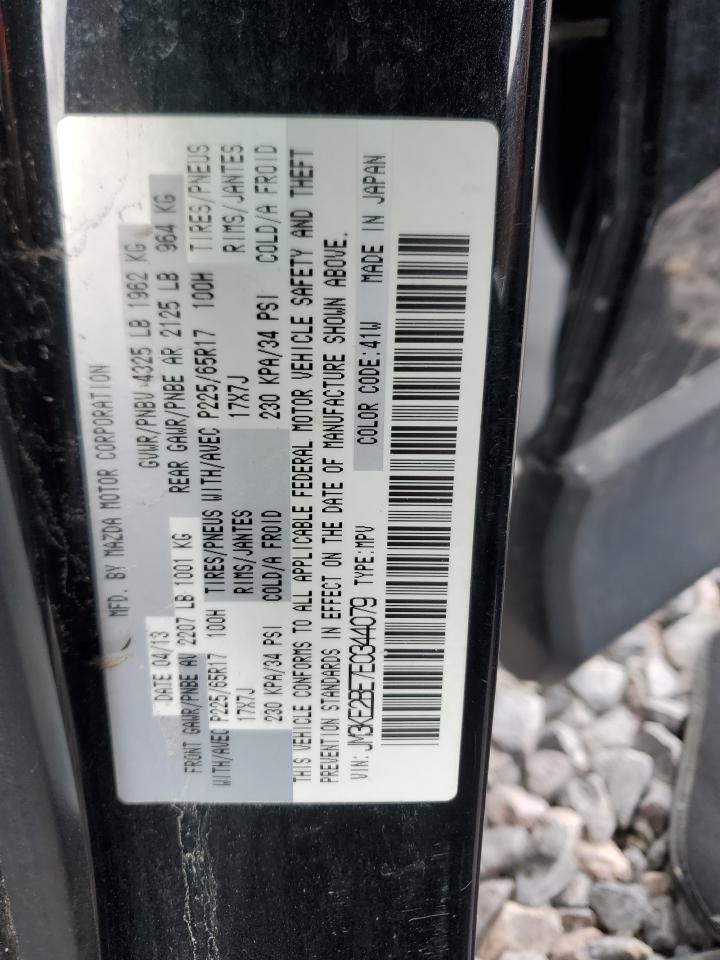 MFD. BY MAZDA MOTOR CORPORATION
DATE 04/13 GVWR/PNBV 4325 LB 1962 KG
FRONT GAWR/PNBE AV 2207 LB 1001 KG REAR GAWR/PNBE AR 2125 LB 964 KG
WITH/AVEC P225/65R17 100H TIRES/PNEUS WITH/AVEC P225/65R17 100H TIRES/PNEUS
17X7J RIMS/JANTES 17X7J RIMS/JANTES
230 KPA/34 PSI COLD/A FROID 230 KPA/34 PSI COLD/A FROID
THIS VEHICLE CONFORMS TO ALL APPLICABLE FEDERAL MOTOR VEHICLE SAFETY AND THEFT
PREVENTION STANDARDS IN EFFECT ON THE DATE OF MANUFACTURE SHOWN ABOVE.
VIN: JM3KE2BE7E0344079 TYPE:MPV COLOR CODE:41W MADE IN JAPAN